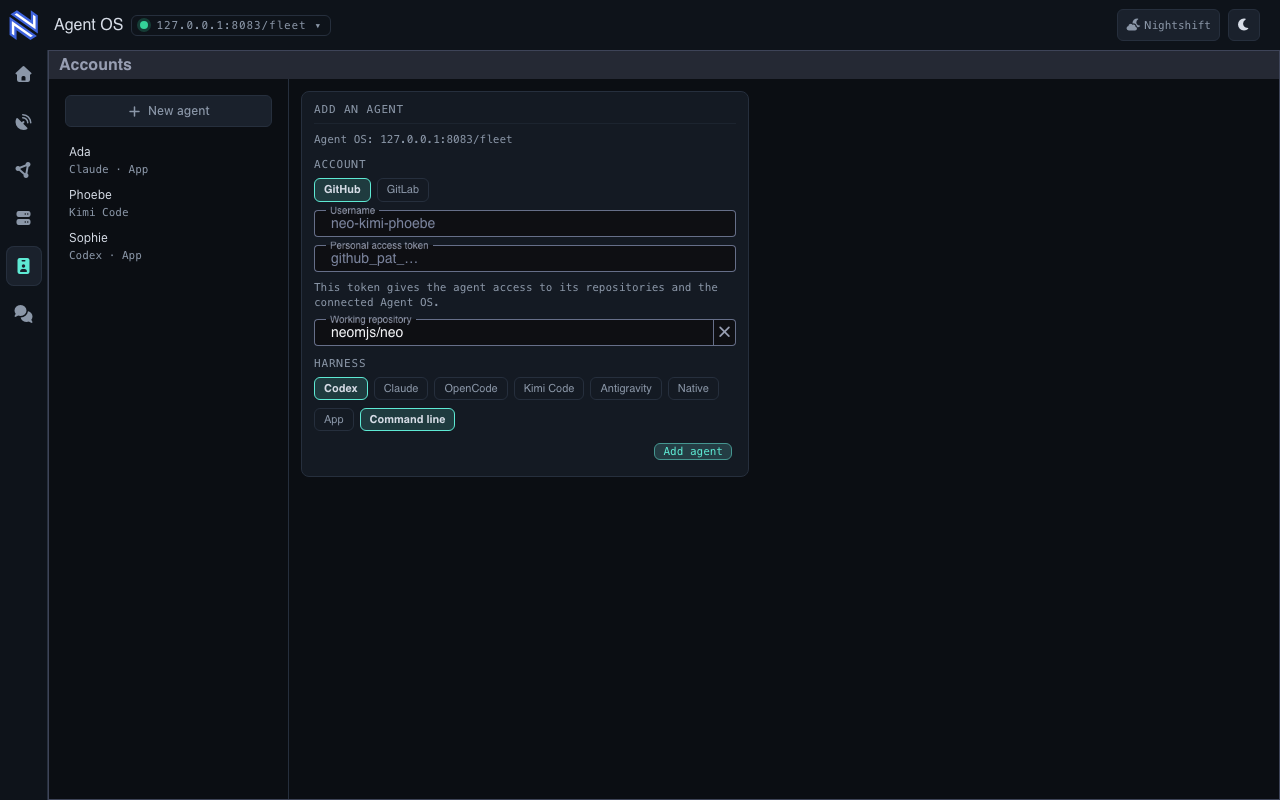 Agent OS
127.0.0.1:8083/fleet ▾
Nightshift
Accounts
New agent
Ada
Claude · App
Phoebe
Kimi Code
Sophie
Codex · App
ADD AN AGENT
Agent OS: 127.0.0.1:8083/fleet
ACCOUNT
GitHub GitLab
Username
neo-kimi-phoebe
Personal access token
github_pat_…
This token gives the agent access to its repositories and the
connected Agent OS.
Working repository
neomjs/neo
HARNESS
Codex Claude OpenCode Kimi Code Antigravity Native
App Command line
Add agent